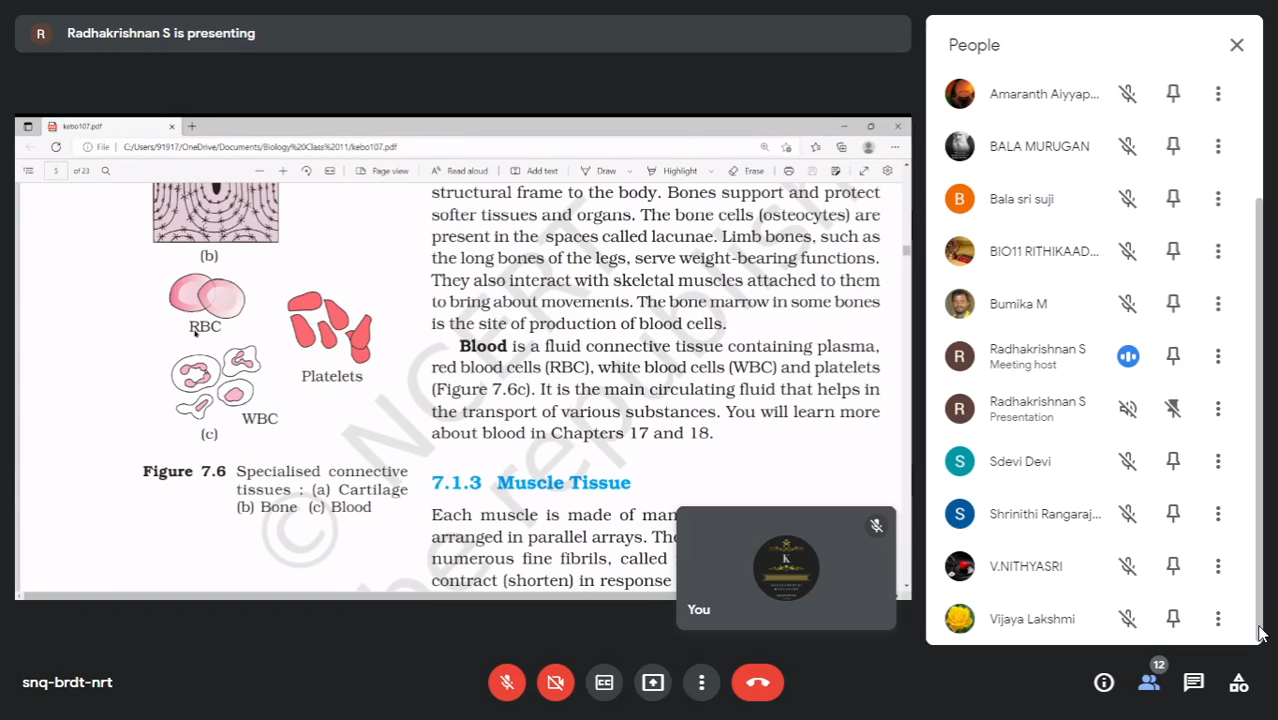 R Radhakrishnan S is presenting
kebo107.pdf
File C:/Users/91917/OneDrive/Documents/Biology%20Class%2011/kebo107.pdf
5 of 23 Page view Read aloud Add text Draw Highlight Erase
(b)
RBC
Platelets
WBC
(c)
Figure 7.6 Specialised connective
tissues : (a) Cartilage
(b) Bone (c) Blood
structural frame to the body. Bones support and protect
softer tissues and organs. The bone cells (osteocytes) are
present in the spaces called lacunae. Limb bones, such as
the long bones of the legs, serve weight-bearing functions.
They also interact with skeletal muscles attached to them
to bring about movements. The bone marrow in some bones
is the site of production of blood cells.
Blood is a fluid connective tissue containing plasma,
red blood cells (RBC), white blood cells (WBC) and platelets
(Figure 7.6c). It is the main circulating fluid that helps in
the transport of various substances. You will learn more
about blood in Chapters 17 and 18.
7.1.3 Muscle Tissue
Each muscle is made of man
arranged in parallel arrays. The
numerous fine fibrils, called
contract (shorten) in response
© NCERT
be republish
K
You
People
Amaranth Aiyyap...
BALA MURUGAN
B Bala sri suji
BIO11 RITHIKAAD...
Bumika M
R Radhakrishnan S
Meeting host
R Radhakrishnan S
Presentation
S Sdevi Devi
S Shrinithi Rangaraj...
V.NITHYASRI
Vijaya Lakshmi
snq-brdt-nrt
CC
12